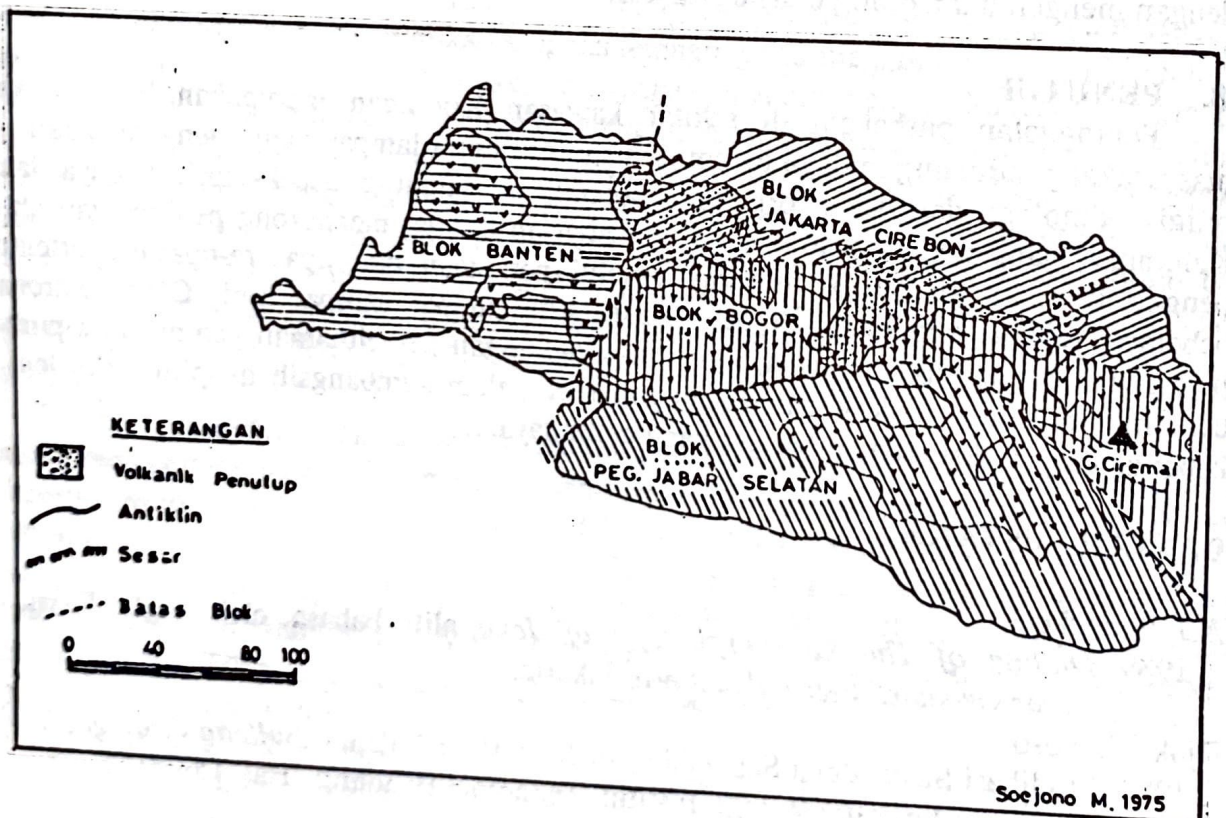 BLOK
JAKARTA CIREBON
BLOK BANTEN
BLOK BOGOR
G. Ciremai
BLOK
PEG. JABAR SELATAN
KETERANGAN
Volkanik Penutup
Antiklin
Sesar
Batas Blok
0 40 80 100
Soejono M. 1975